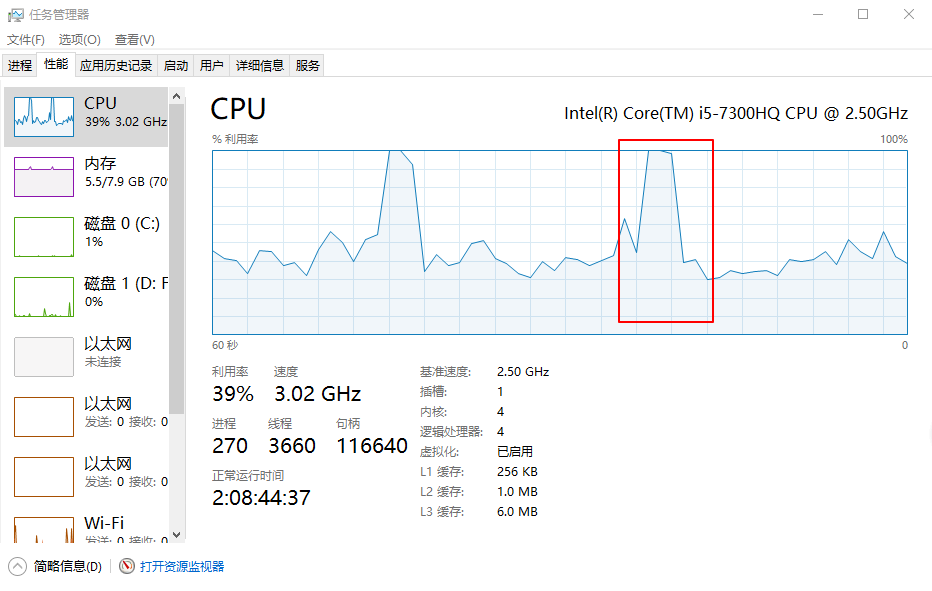 任务管理器
文件(F) 选项(O) 查看(V)
进程 性能 应用历史记录 启动 用户 详细信息 服务
CPU
39% 3.02 GHz
内存
5.5/7.9 GB (70%
磁盘 0 (C:)
1%
磁盘 1 (D: F
0%
以太网
未连接
以太网
发送: 0 接收: 0
以太网
发送: 0 接收: 0
Wi-Fi
发送: 0 接收: 0
CPU
Intel(R) Core(TM) i5-7300HQ CPU @ 2.50GHz
% 利用率
100%
60 秒
0
利用率 速度
39% 3.02 GHz
进程 线程 句柄
270 3660 116640
正常运行时间
2:08:44:37
基准速度: 2.50 GHz
插槽: 1
内核: 4
逻辑处理器: 4
虚拟化: 已启用
L1 缓存: 256 KB
L2 缓存: 1.0 MB
L3 缓存: 6.0 MB
简略信息(D)
打开资源监视器